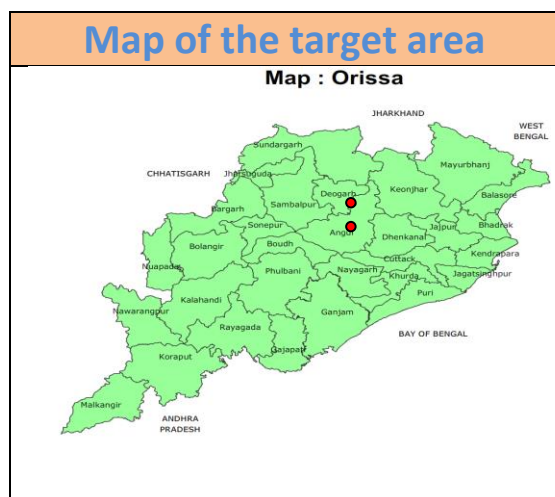 Map of the target area
Map : Orissa
JHARKHAND
WEST
BENGAL
Sundargarh
Mayurbhanj
CHHATISGARH
Jharsuguda
Deogarh
Keonjhar
Balasore
Sambalpur
Bargarh
Sonepur
Angul
Dhenkanal
Jajpur
Bhadrak
Bolangir
Boudh
Cuttack
Kendrapara
Nuapada
Phulbani
Nayagarh
Khurda
Jagatsinghpur
Puri
Kalahandi
Nawarangpur
Ganjam
Rayagada
BAY OF BENGAL
Koraput
Gajapati
Malkangir
ANDHRA
PRADESH